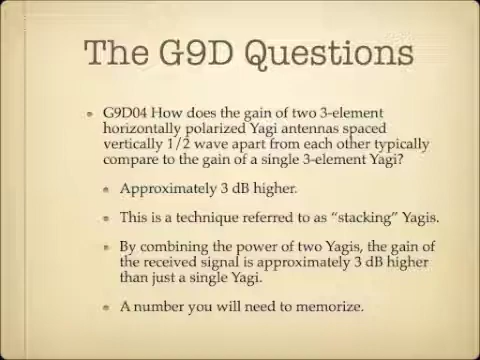 The G9D Questions
G9D04 How does the gain of two 3-element
horizontally polarized Yagi antennas spaced
vertically 1/2 wave apart from each other typically
compare to the gain of a single 3-element Yagi?
Approximately 3 dB higher.
This is a technique referred to as “stacking” Yagis.
By combining the power of two Yagis, the gain of
the received signal is approximately 3 dB higher
than just a single Yagi.
A number you will need to memorize.